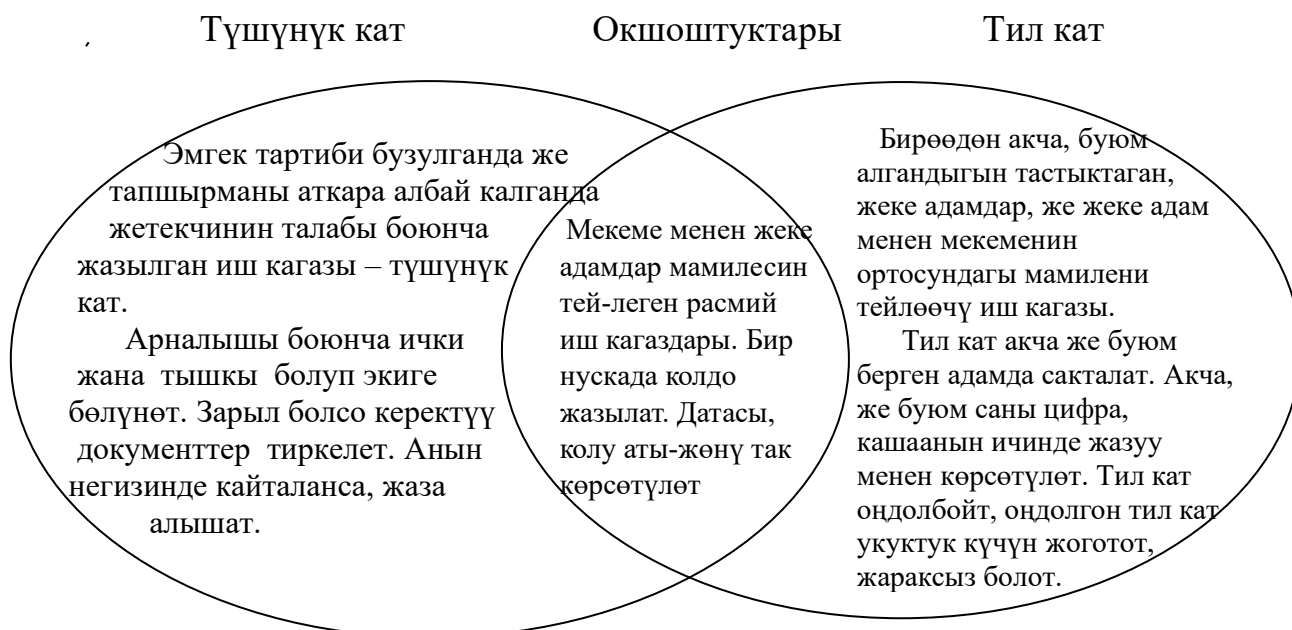 Түшүнүк кат
Окшоштуктары
Тил кат
Эмгек тартиби бузулганда же
тапшырманы аткара албай калганда
жетекчинин талабы боюнча
жазылган иш кагазы – түшүнүк
кат.
Арналышы боюнча ички
жана тышкы болуп экиге
бөлүнөт. Зарыл болсо керектүү
документтер тиркелет. Анын
негизинде кайталанса, жаза
алышат.
Мекеме менен жеке
адамдар мамилесин
тей-леген расмий
иш кагаздары. Бир
нускада колдо
жазылат. Датасы,
колу аты-жөнү так
көрсөтүлөт
Бирөөдөн акча, буюм
алгандыгын тастыктаган,
жеке адамдар, же жеке адам
менен мекеменин
ортосундагы мамилени
тейлөөчү иш кагазы.
Тил кат акча же буюм
берген адамда сакталат. Акча,
же буюм саны цифра,
кашаанын ичинде жазуу
менен көрсөтүлөт. Тил кат
оңдолбойт, оңдолгон тил кат
укуктук күчүн жоготот,
жараксыз болот.